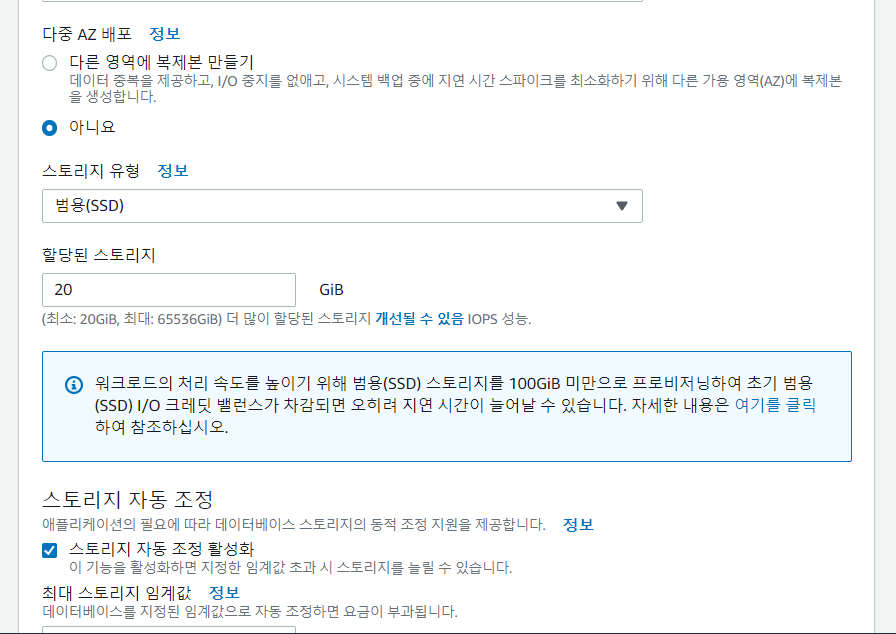 다중 AZ 배포 정보
다른 영역에 복제본 만들기
데이터 중복을 제공하고, I/O 중지를 없애고, 시스템 백업 중에 지연 시간 스파이크를 최소화하기 위해 다른 가용 영역(AZ)에 복제본
을 생성합니다.
아니요
스토리지 유형 정보
범용(SSD)
할당된 스토리지
20 GiB
(최소: 20GiB, 최대: 65536GiB) 더 많이 할당된 스토리지 개선될 수 있음 IOPS 성능.
워크로드의 처리 속도를 높이기 위해 범용(SSD) 스토리지를 100GiB 미만으로 프로비저닝하여 초기 범용
(SSD) I/O 크레딧 밸런스가 차감되면 오히려 지연 시간이 늘어날 수 있습니다. 자세한 내용은 여기를 클릭
하여 참조하십시오.
스토리지 자동 조정
애플리케이션의 필요에 따라 데이터베이스 스토리지의 동적 조정 지원을 제공합니다. 정보
스토리지 자동 조정 활성화
이 기능을 활성화하면 지정한 임계값 초과 시 스토리지를 늘릴 수 있습니다.
최대 스토리지 임계값 정보
데이터베이스를 지정된 임계값으로 자동 조정하면 요금이 부과됩니다.